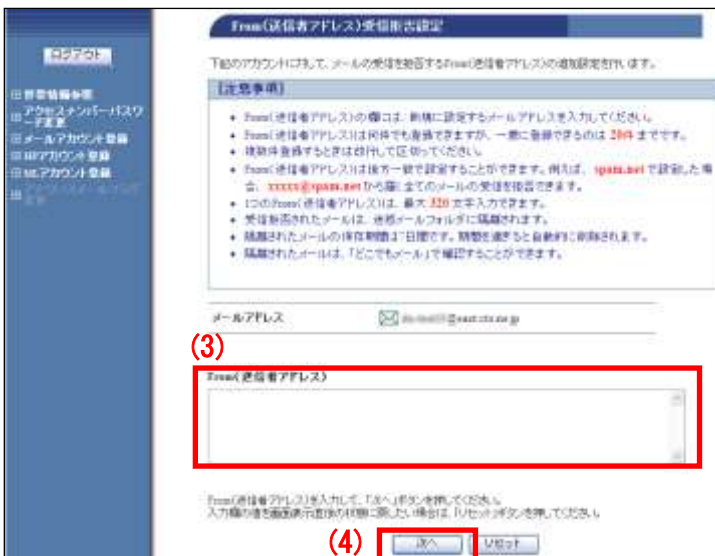 From(送信者アドレス)受信拒否設定
ログアウト
下記のアカウントに対して、メールの受信を拒否するFrom(送信者アドレス)の追加設定を行います。
[注意事項]
From(送信者アドレス)の欄には、新規に設定するメールアドレスを入力してください。
From(送信者アドレス)は何件でも登録できますが、一度に登録できるのは 20件 までです。
複数件登録するときは改行して区切ってください。
From(送信者アドレス)は後方一致で設定することができます。例えば、 spam.net で設定した場
合、 xxxxx@spam.net から届く全てのメールの受信を拒否できます。
1つのFrom(送信者アドレス)は、最大 320 文字入力できます。
受信拒否されたメールは、迷惑メールフォルダに隔離されます。
隔離されたメールの保存期間は7日間です。期間を過ぎると自動的に削除されます。
隔離されたメールは、「どこでもメール」で確認することができます。
アクセスナンバーパスワ
ード変更
メールアカウント登録
HPアカウント登録
MLアカウント登録
メールアドレス
(3)
From(送信者アドレス)
From(送信者アドレス)を入力して、「次へ」ボタンを押してください。
入力欄の値を画面表示直後の状態に戻したい場合は、「リセット」ボタンを押してください。
(4)
次へ
リセット